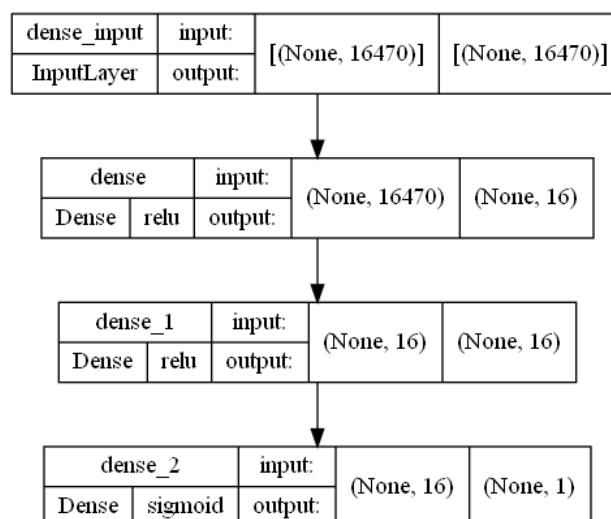 dense_input input: [(None, 16470)] [(None, 16470)]
InputLayer output:
dense input: (None, 16470) (None, 16)
Dense relu output:
dense_1 input: (None, 16) (None, 16)
Dense relu output:
dense_2 input: (None, 16) (None, 1)
Dense sigmoid output: